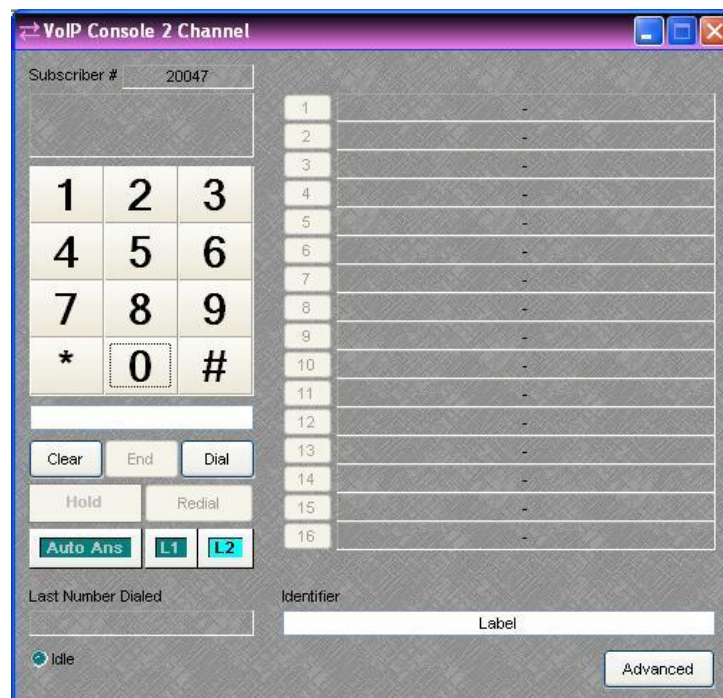 VoIP Console 2 Channel
Subscriber # 20047
1 2 3
4 5 6
7 8 9
* 0 #
Clear End Dial
Hold Redial
Auto Ans L1 L2
Last Number Dialed
Idle
1 -
2 -
3 -
4 -
5 -
6 -
7 -
8 -
9 -
10 -
11 -
12 -
13 -
14 -
15 -
16 -
Identifier
Label
Advanced